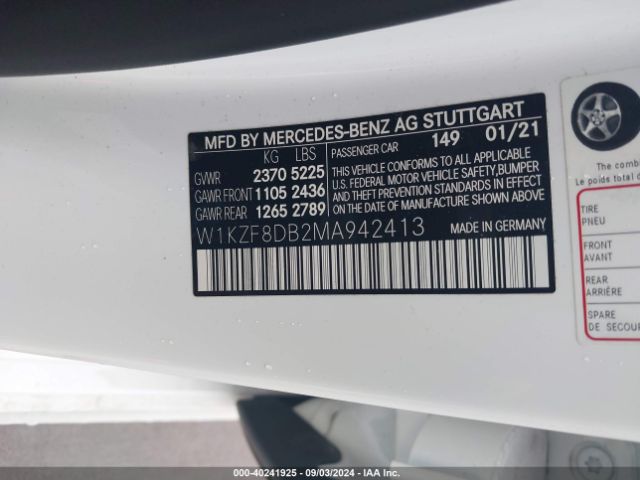 MFD BY MERCEDES-BENZ AG STUTTGART
KG LBS PASSENGER CAR 149 01/21
GVWR 2370 5225
GAWR FRONT 1105 2436
GAWR REAR 1265 2789
THIS VEHICLE CONFORMS TO ALL APPLICABLE
U.S. FEDERAL MOTOR VEHICLE SAFETY, BUMPER
AND THEFT PREVENTION STANDARDS IN EFFECT
ON THE DATE OF MANUFACTURE SHOWN ABOVE
W1KZF8DB2MA942413
MADE IN GERMANY
The combin
Le poids total d
TIRE
PNEU
FRONT
AVANT
REAR
ARRIÈRE
SPARE
DE SECOUR
000-40241925 - 09/03/2024 - IAA Inc.